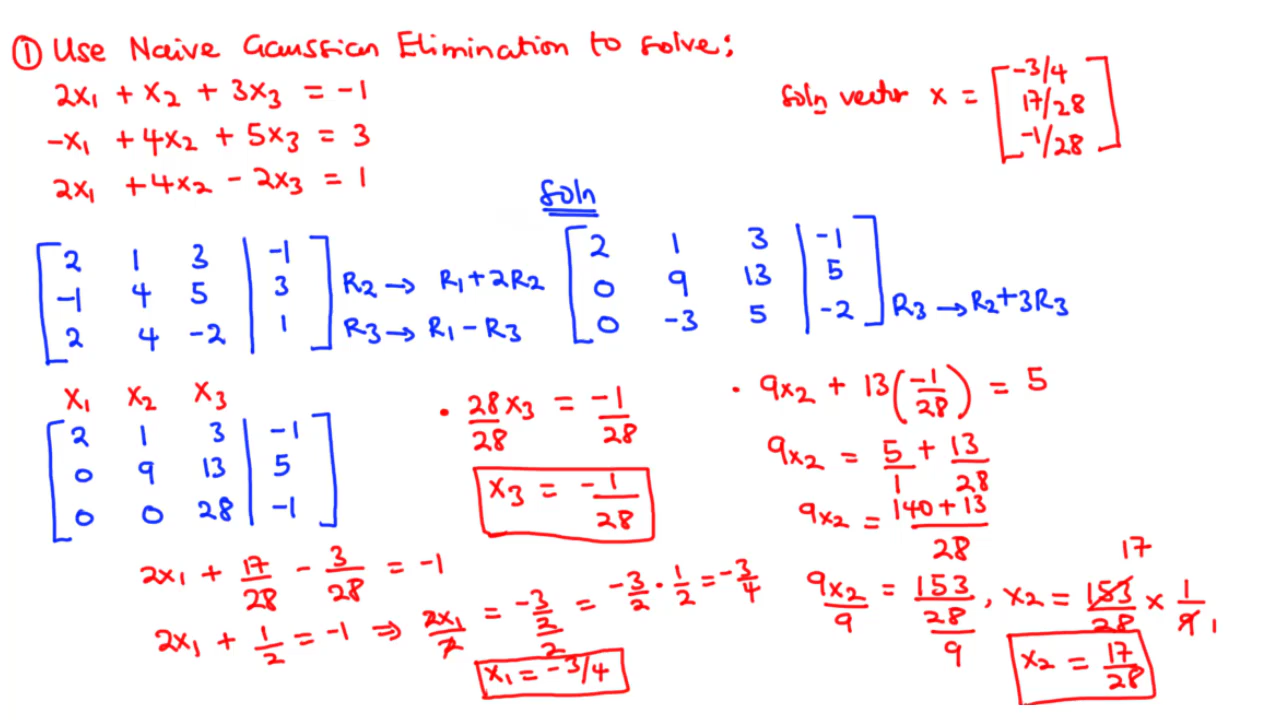 ① Use Naive Gaussian Elimination to solve:
2x₁ + x₂ + 3x₃ = -1
-x₁ + 4x₂ + 5x₃ = 3
2x₁ + 4x₂ - 2x₃ = 1
Soln vector x = [-3/4
17/28
-1/28]
Soln
[2 1 3 | -1]
[-1 4 5 | 3] R2 → R1+2R2
[2 4 -2 | 1] R3 → R1 - R3
[2 1 3 | -1]
[0 9 13 | 5]
[0 -3 5 | -2] R3 → R2+3R3
x₁ x₂ x₃
[2 1 3 | -1]
[0 9 13 | 5]
[0 0 28 | -1]
• 28x₃/28 = -1/28
x₃ = -1/28
• 9x₂ + 13(-1/28) = 5
9x₂ = 5/1 + 13/28
9x₂ = 140+13/28
9x₂/9 = 153/28/9, x₂ = 153/28 x 1/9 17 1
x₂ = 17/28
2x₁ + 17/28 - 3/28 = -1
2x₁ + 1/2 = -1 ⇒ 2x₁/2 = -3/2/2 = -3/2 · 1/2 = -3/4
x₁ = -3/4